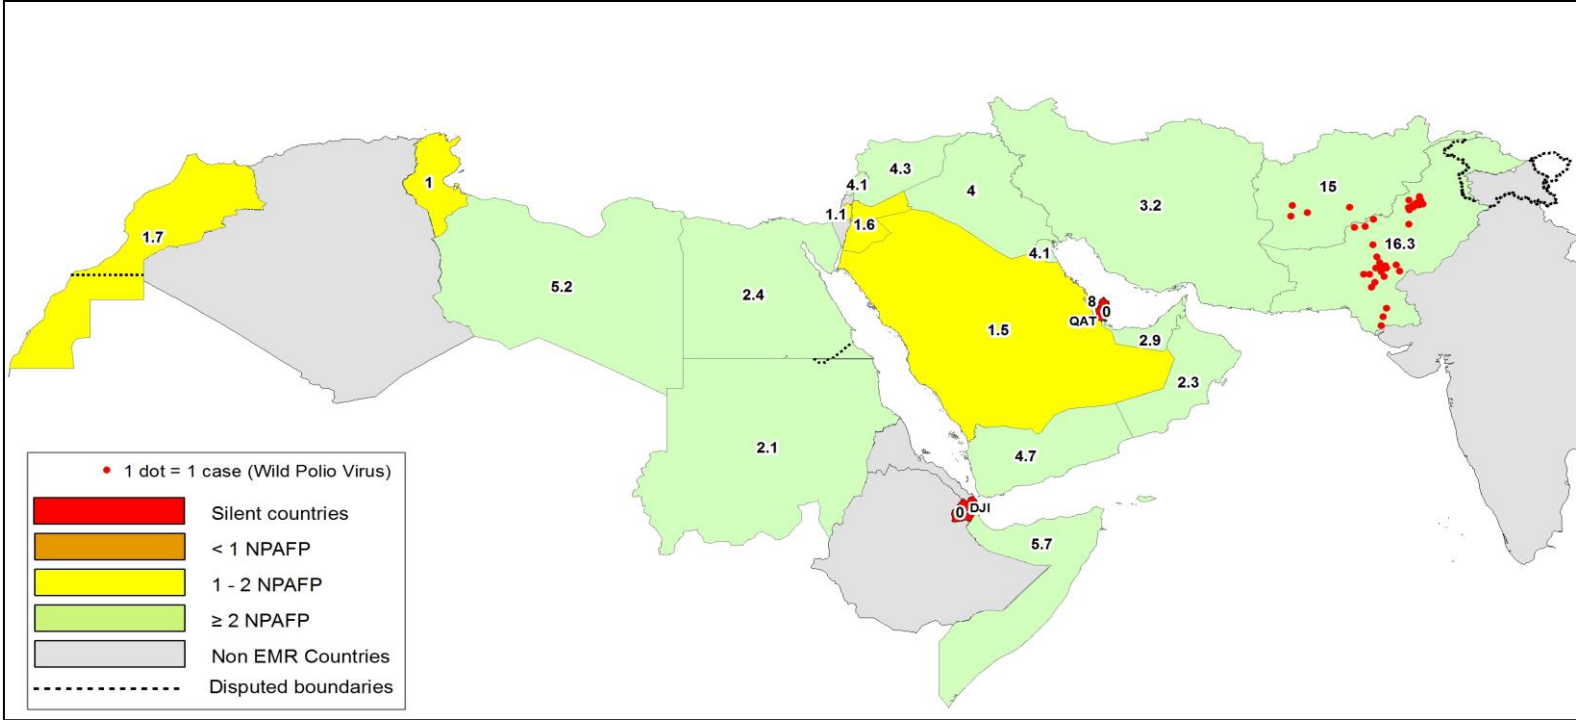 1
4.3
15
4.1
4
3.2
1.1
1.6
1.7
16.3
4.1
5.2
2.4
8
0
QAT
1.5
2.9
2.3
2.1
4.7
0
DJI
5.7
1 dot = 1 case (Wild Polio Virus)
Silent countries
< 1 NPAFP
1 - 2 NPAFP
≥ 2 NPAFP
Non EMR Countries
Disputed boundaries